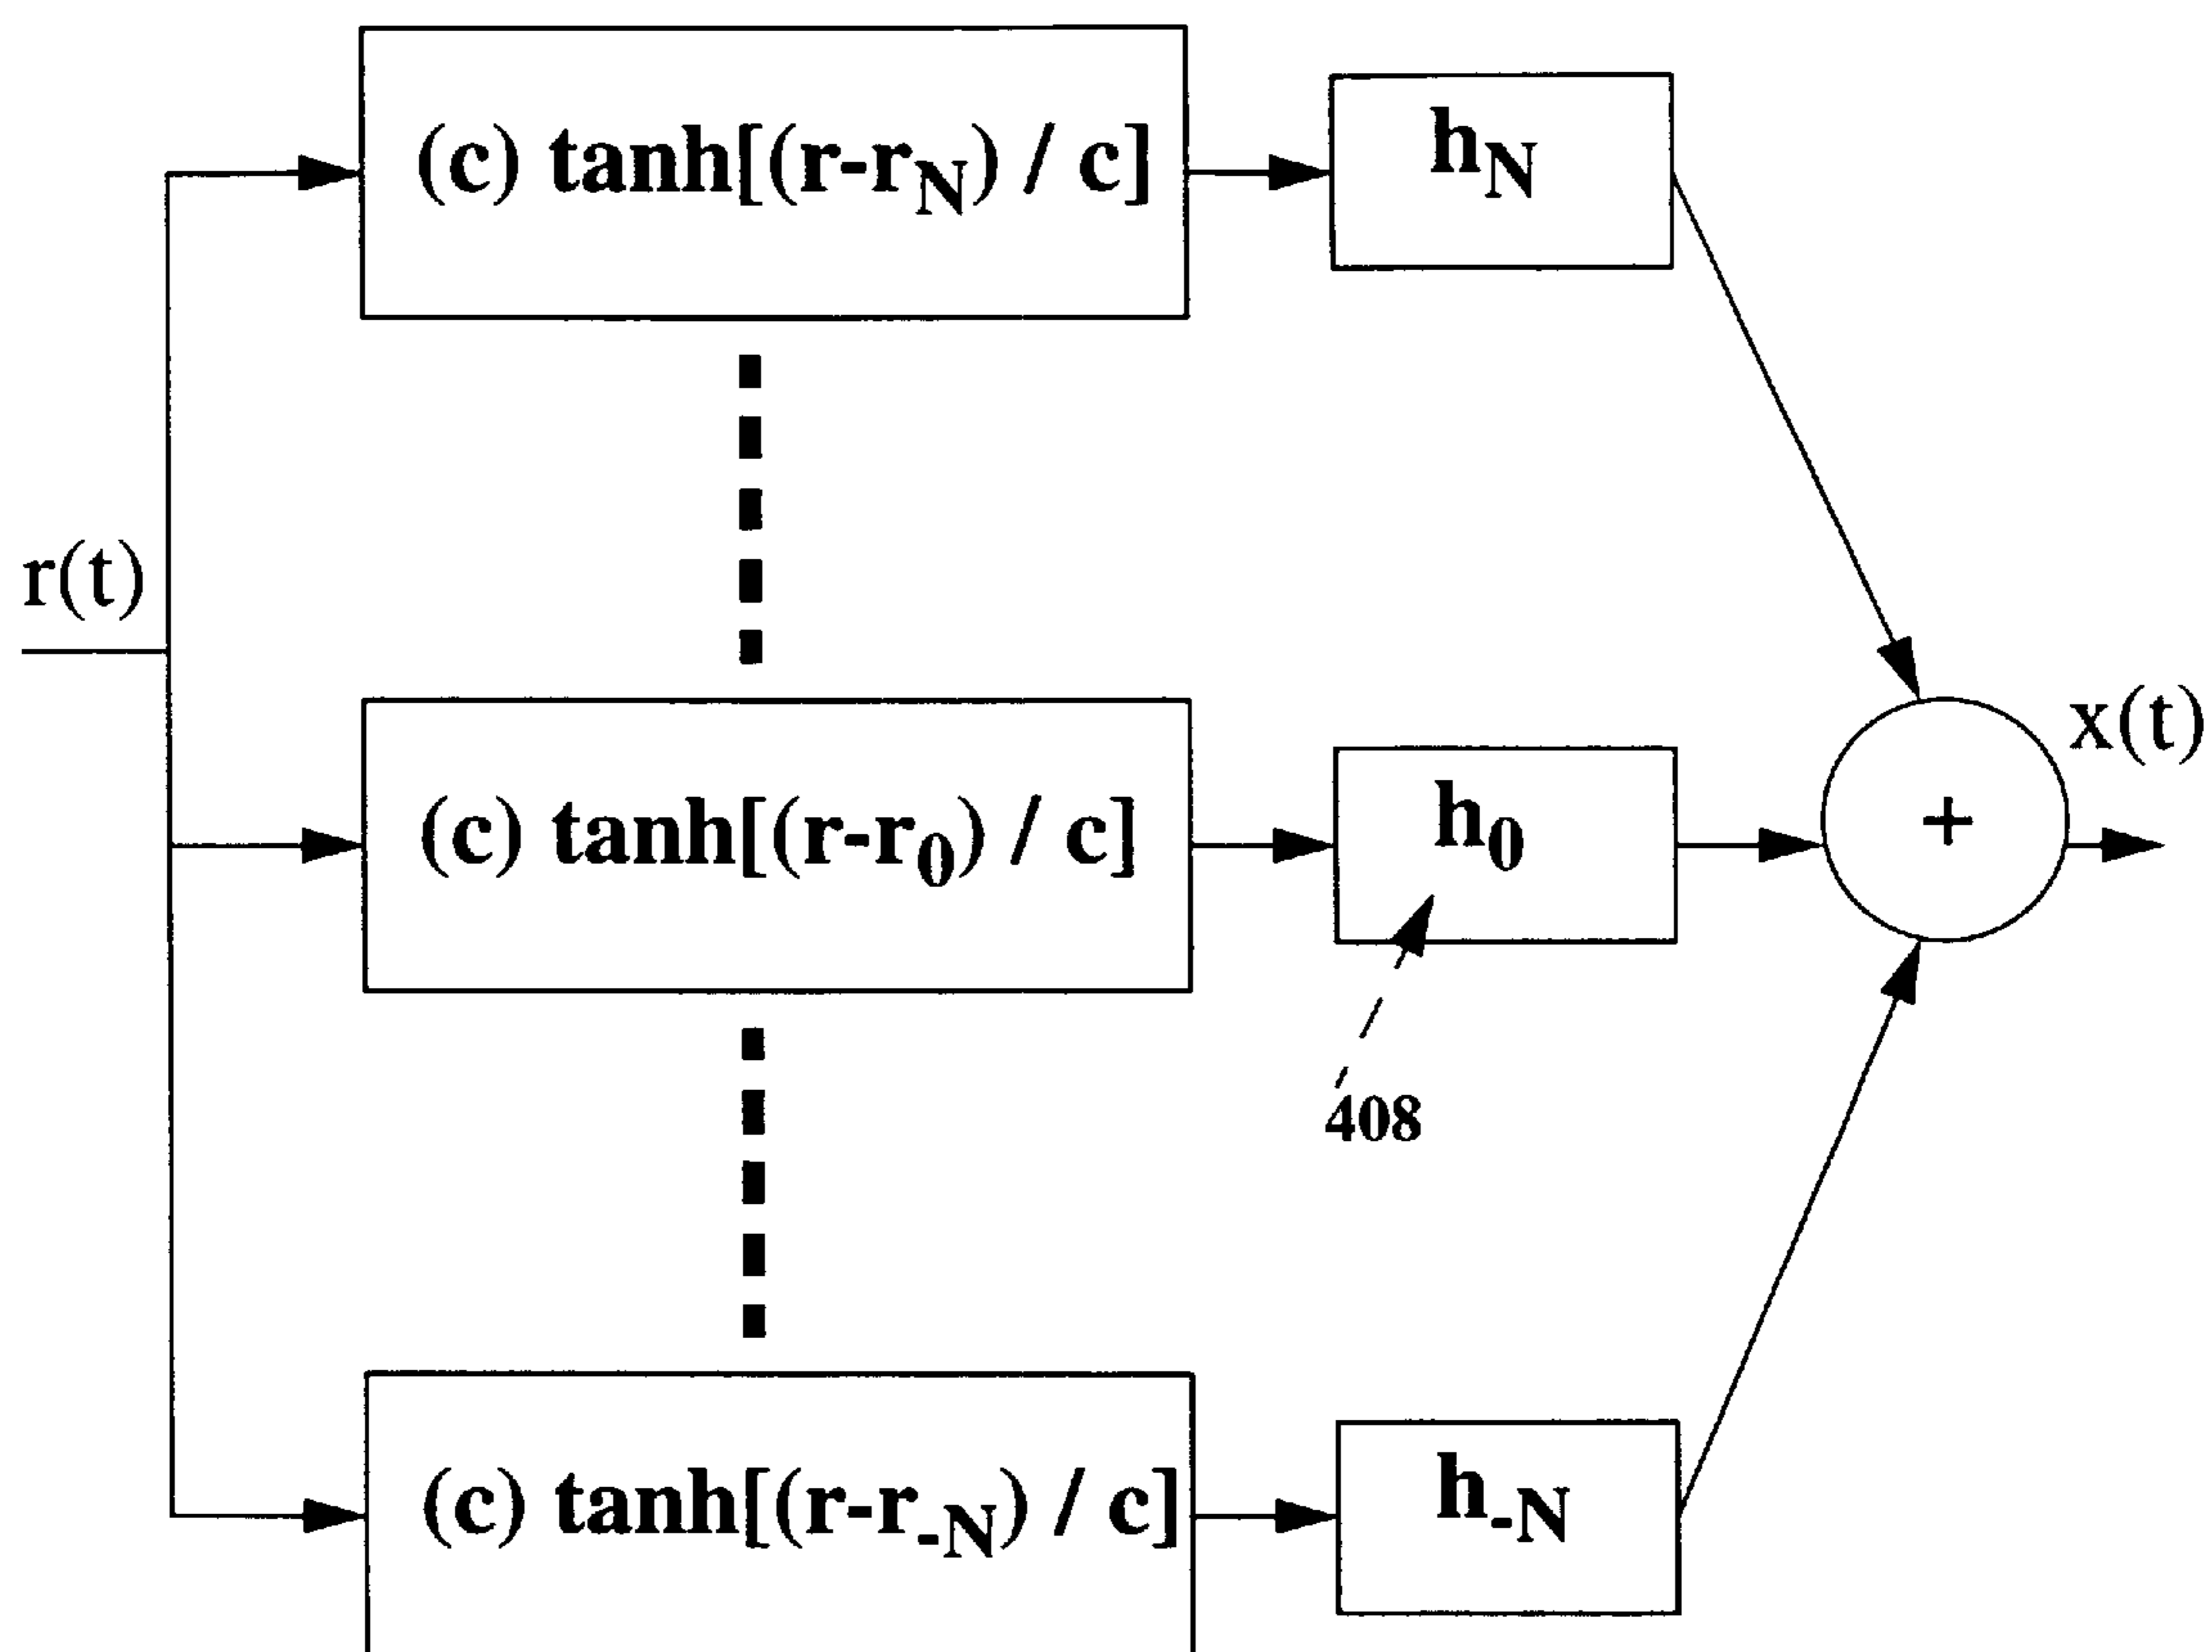 (c) tanh[(r-r_N) / c]
h_N
r(t)
x(t)
(c) tanh[(r-r_0) / c]
h_0
+
408
(c) tanh[(r-r_-N) / c]
h_-N